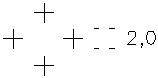 + + + + = = 2,0